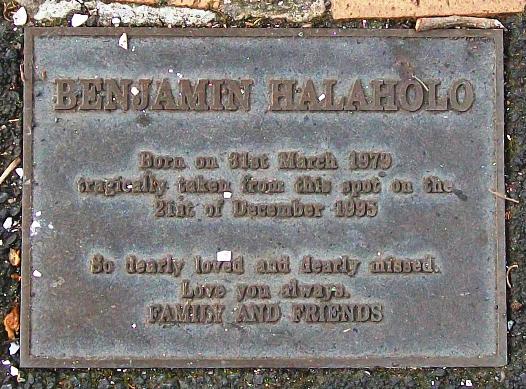 BENJAMIN HALAHOLO
Born on 31st March 1979
tragically taken from this spot on the
21st of December 1995
So dearly loved and dearly missed.
Love you always.
FAMILY AND FRIENDS